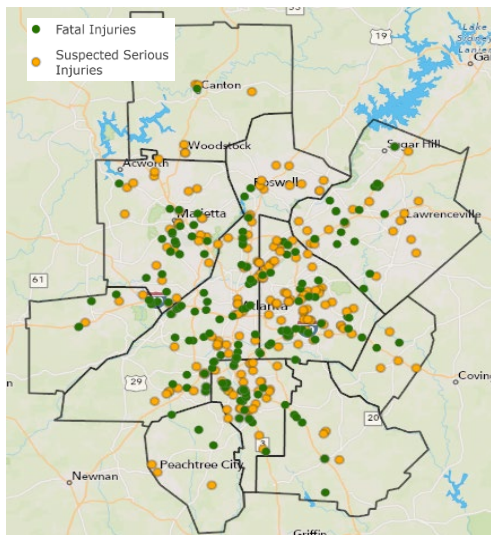 Fatal Injuries
Suspected Serious
Injuries
19
Lake
Canton
Woodstock
Sugar Hill
Acworth
Roswell
Marietta
Lawrenceville
61
Atlanta
29
20
Peachtree City
Newnan
Griffin